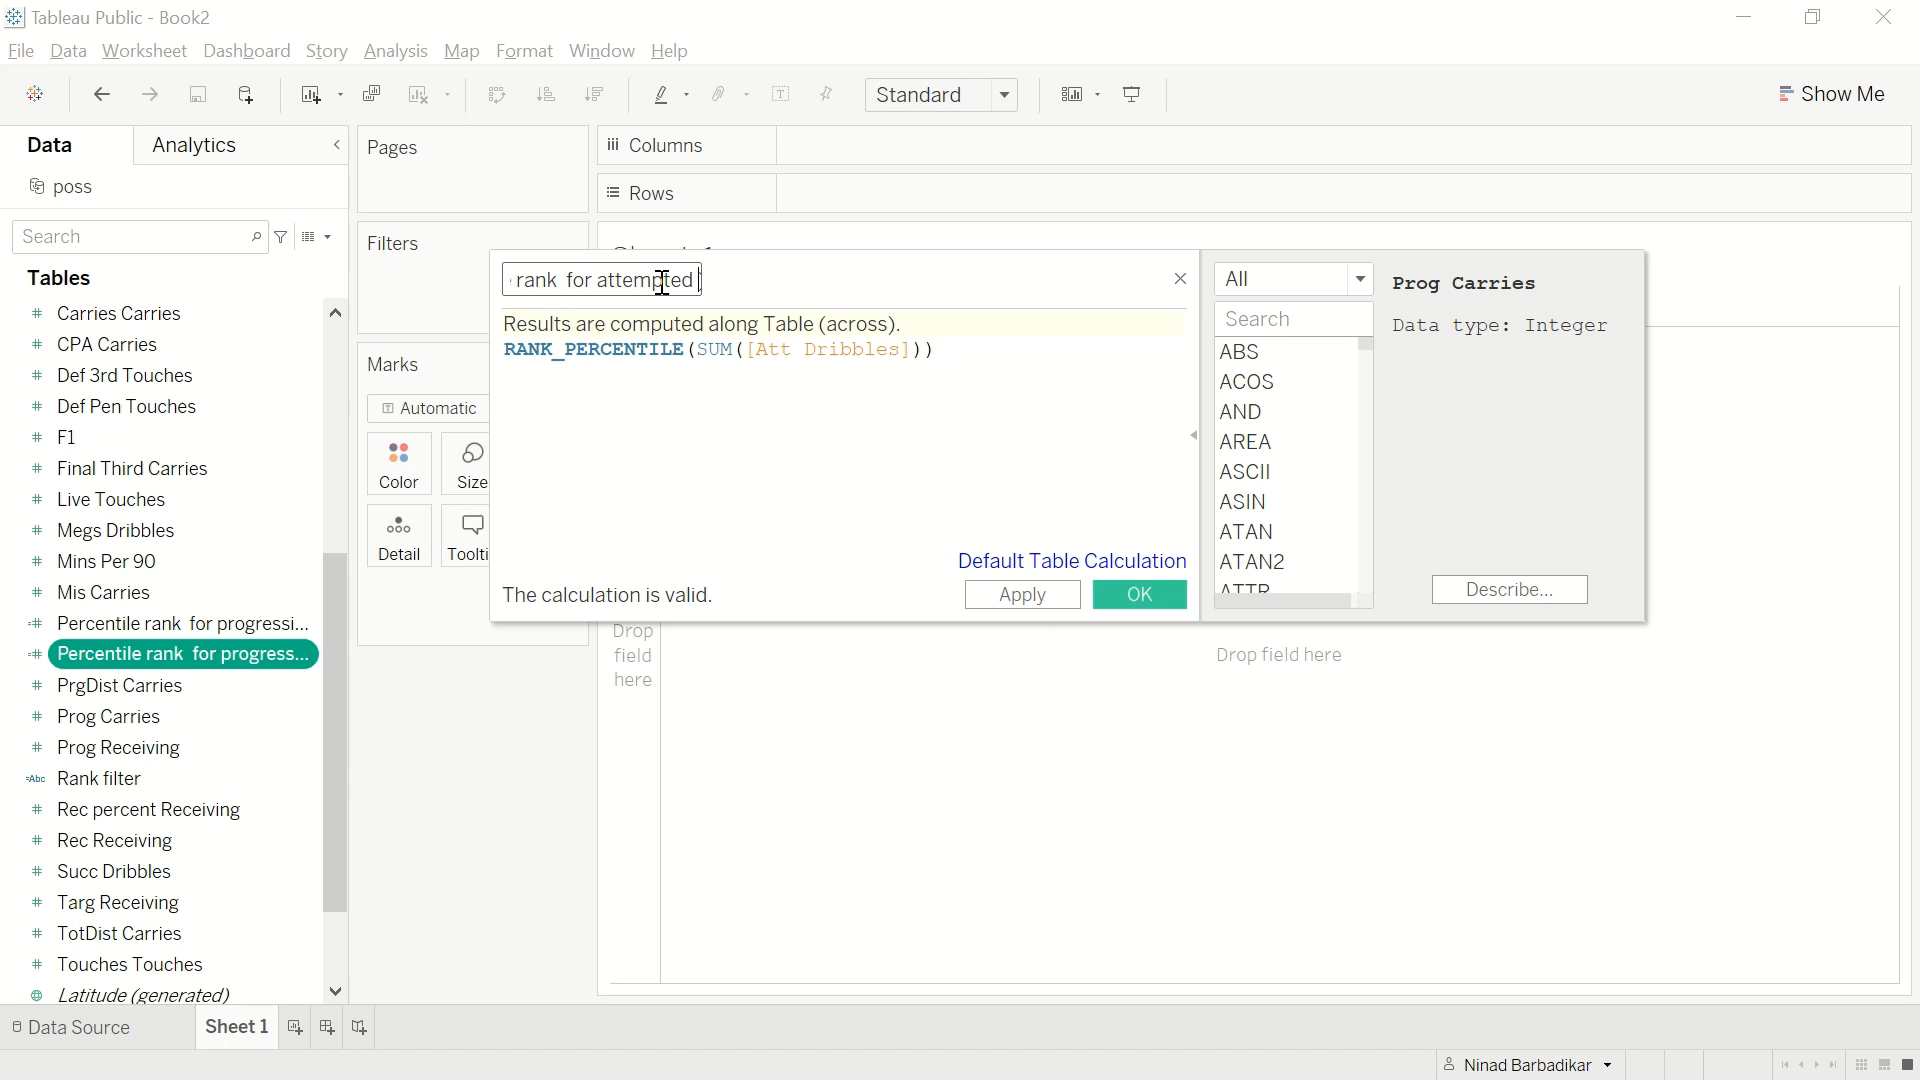 Tableau Public - Book2
File Data Worksheet Dashboard Story Analysis Map Format Window Help
Standard
Show Me
Data
Analytics
poss
Search
Tables
Carries Carries
CPA Carries
Def 3rd Touches
Def Pen Touches
F1
Final Third Carries
Live Touches
Megs Dribbles
Mins Per 90
Mis Carries
Percentile rank for progressi...
Percentile rank for progress...
PrgDist Carries
Prog Carries
Prog Receiving
=Abc Rank filter
Rec percent Receiving
Rec Receiving
Succ Dribbles
Targ Receiving
TotDist Carries
Touches Touches
Latitude (generated)
Pages
Filters
Marks
Automatic
Color
Size
Detail
Toolti
Columns
Rows
rank for attempted
Results are computed along Table (across).
RANK_PERCENTILE(SUM([Att Dribbles]))
Default Table Calculation
The calculation is valid.
Apply
OK
All
Search
ABS
ACOS
AND
AREA
ASCII
ASIN
ATAN
ATAN2
ATTR
Prog Carries
Data type: Integer
Describe...
Drop
field
here
Drop field here
Data Source
Sheet 1
Ninad Barbadikar